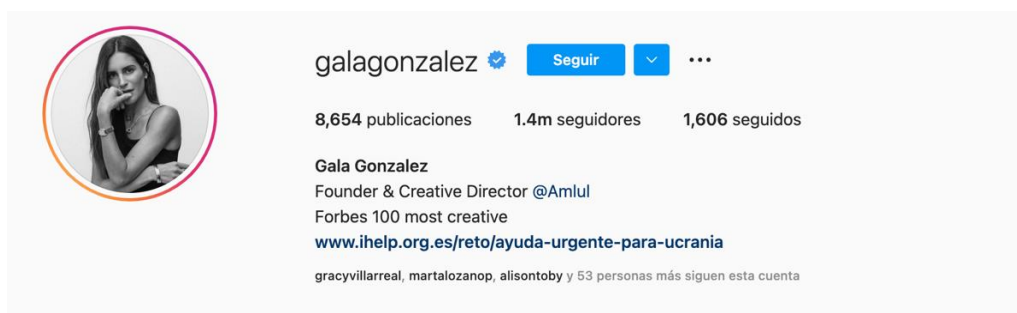 galagonzalez Seguir
8,654 publicaciones 1.4m seguidores 1,606 seguidos
Gala Gonzalez
Founder & Creative Director @Amlul
Forbes 100 most creative
www.ihelp.org.es/reto/ayuda-urgente-para-ucrania
gracyvillarreal, martalozanop, alisontoby y 53 personas más siguen esta cuenta